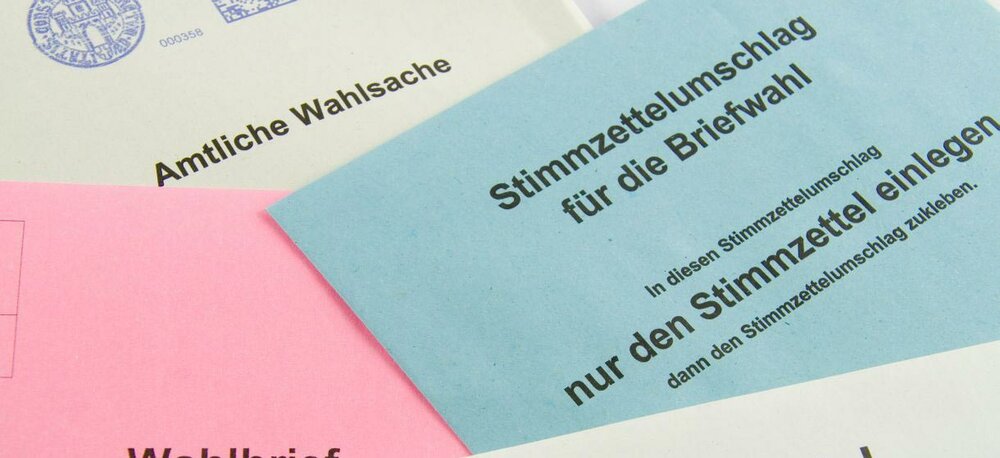 000358
Amtliche Wahlsache
Stimmzettelumschlag
für die Briefwahl
In diesen Stimmzettelumschlag
nur den Stimmzettel einlegen
dann den Stimmzettelumschlag zukleben.
Wahlbrief